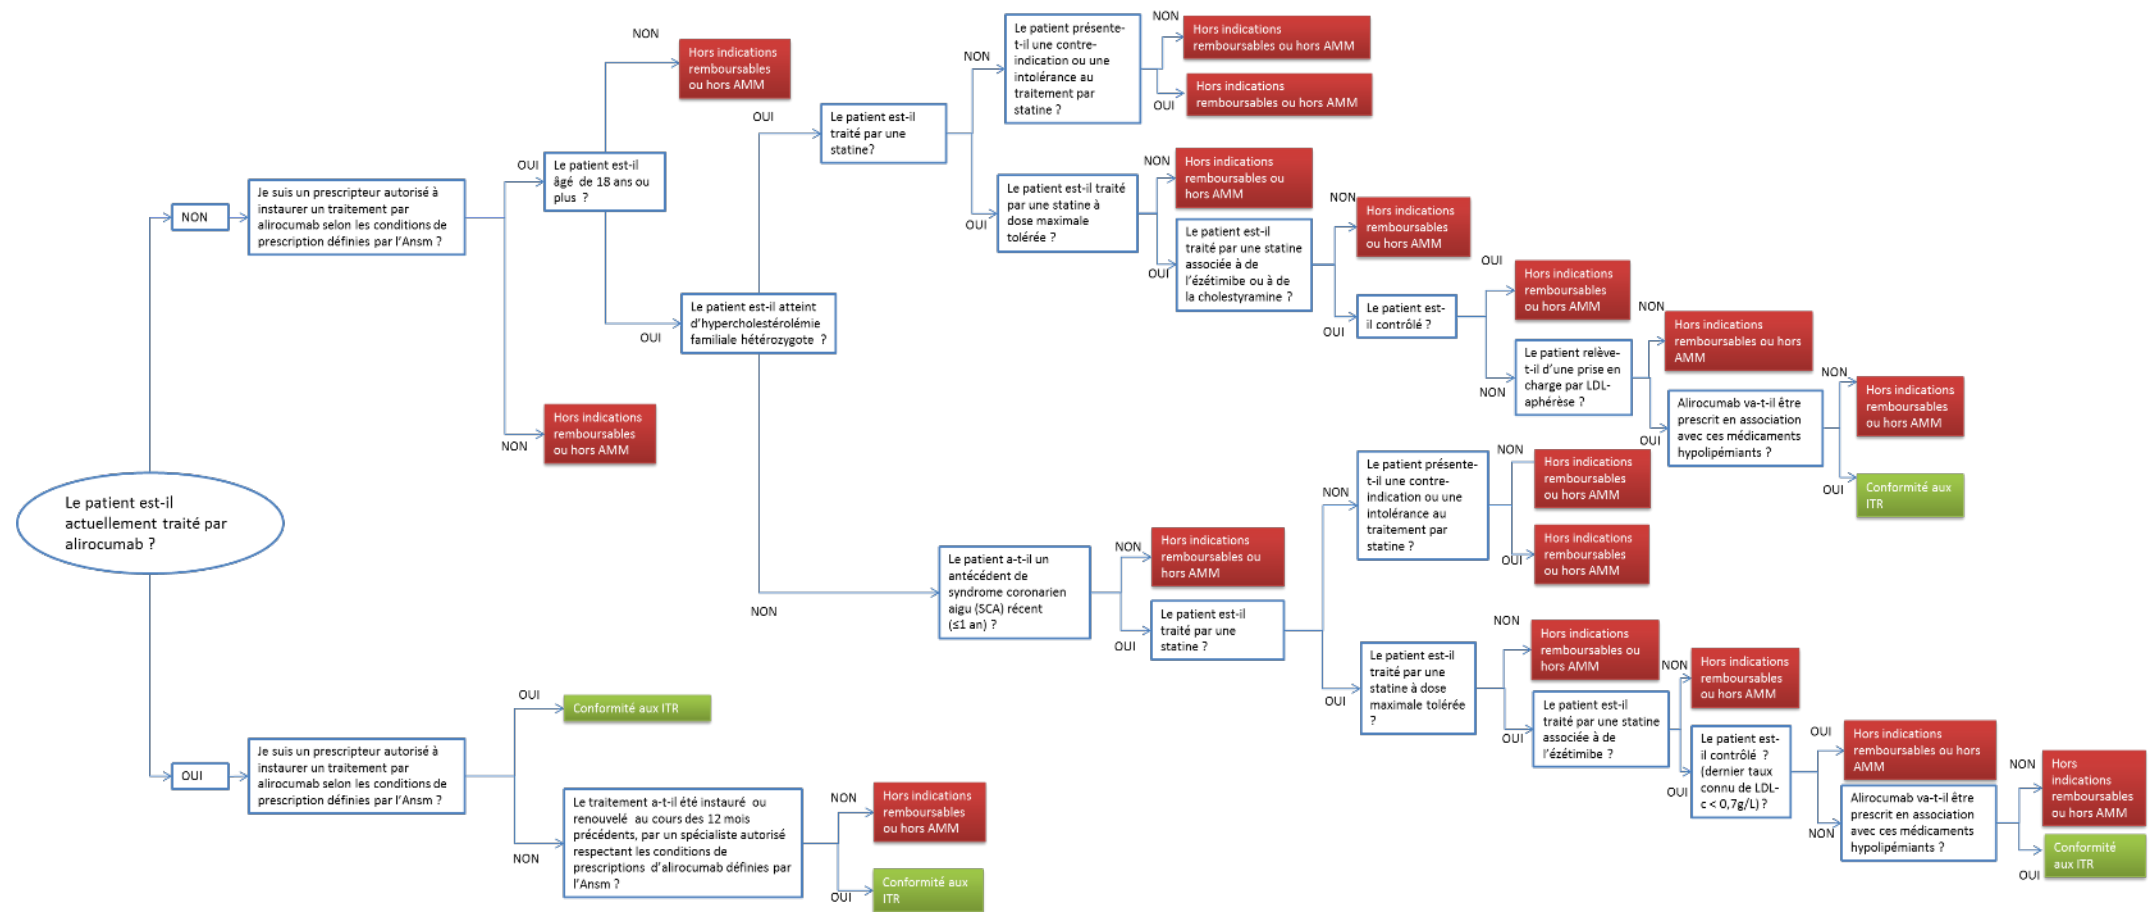 Le patient est-il
actuellement traité par
alirocumab ?
NON
Je suis un prescripteur autorisé à
instaurer un traitement par
alirocumab selon les conditions de
prescription définies par l'Ansm ?
OUI
Le patient est-il
âgé de 18 ans ou
plus ?
NON
Hors indications
remboursables
ou hors AMM
OUI
Le patient est-il atteint
d'hypercholestérolémie
familiale hétérozygote ?
NON
Hors indications
remboursables
ou hors AMM
OUI
Le patient est-il
traité par une
statine?
NON
Le patient présente-
t-il une contre-
indication ou une
intolérance au
traitement par
statine ?
NON
Hors indications
remboursables ou hors AMM
OUI
Hors indications
remboursables ou hors AMM
OUI
Le patient est-il traité
par une statine à
dose maximale
tolérée ?
NON
Hors indications
remboursables ou
hors AMM
OUI
Le patient est-il
traité par une statine
associée à de
l'ézétimibe ou à de
la cholestyramine ?
NON
Hors indications
remboursables
ou hors AMM
OUI
Le patient est-
il contrôlé ?
OUI
Hors indications
remboursables
ou hors AMM
NON
Le patient relève-
t-il d'une prise en
charge par LDL-
aphérèse ?
NON
Hors indications
remboursables ou hors
AMM
OUI
Alirocumab va-t-il être
prescrit en association
avec ces médicaments
hypolipémiants ?
NON
Hors indications
remboursables
ou hors AMM
OUI
Conformité aux
ITR
NON
Le patient a-t-il un
antécédent de
syndrome coronarien
aigu (SCA) récent
(≤1 an) ?
NON
Hors indications
remboursables ou
hors AMM
OUI
Le patient est-il
traité par une
statine ?
NON
Le patient présente-
t-il une contre-
indication ou une
intolérance au
traitement par
statine ?
NON
Hors indications
remboursables
ou hors AMM
OUI
Hors indications
remboursables
ou hors AMM
OUI
Le patient est-il
traité par une
statine à dose
maximale tolérée
?
NON
Hors indications
remboursables ou
hors AMM
OUI
Le patient est-il
traité par une statine
associée à de
l'ézétimibe ?
NON
Hors indications
remboursables
ou hors AMM
OUI
Le patient est-
il contrôlé ?
(dernier taux
connu de LDL-
c < 0,7g/L) ?
OUI
Hors indications
remboursables ou hors
AMM
NON
Alirocumab va-t-il être
prescrit en association
avec ces médicaments
hypolipémiants ?
NON
Hors
indications
remboursables
ou hors AMM
OUI
Conformité
aux ITR
OUI
Je suis un prescripteur autorisé à
instaurer un traitement par
alirocumab selon les conditions de
prescription définies par l'Ansm ?
OUI
Conformité aux ITR
NON
Le traitement a-t-il été instauré ou
renouvelé au cours des 12 mois
précédents, par un spécialiste autorisé
respectant les conditions de
prescriptions d'alirocumab définies par
l'Ansm ?
NON
Hors indications
remboursables
ou hors AMM
OUI
Conformité aux
ITR